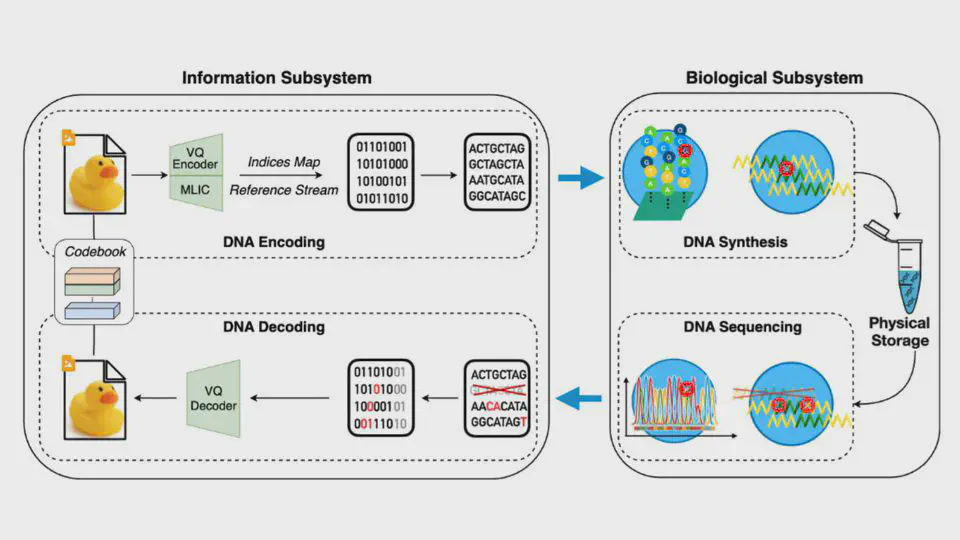 Information Subsystem
Biological Subsystem
VQ
Encoder
MLIC
Indices Map
Reference Stream
01101001
10101000
10100101
01011010
ACTGCTAG
GCTAGCTA
AATGCATA
GGCATAGC
DNA Encoding
DNA Synthesis
Codebook
DNA Decoding
DNA Sequencing
Physical
Storage
VQ
Decoder
01101001
10101000
10000101
00111010
ACTGCTAG
AACACATA
GGCATAGT